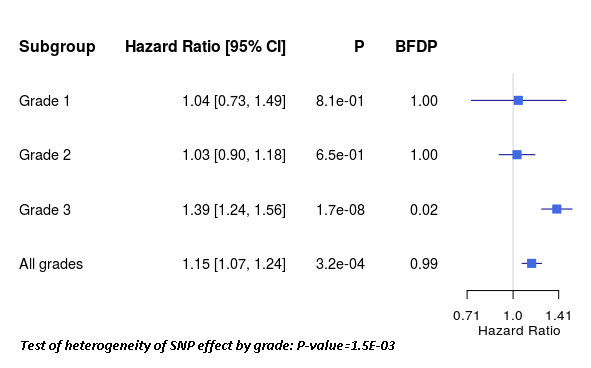 Subgroup Hazard Ratio [95% CI] P BFDP
Grade 1 1.04 [0.73, 1.49] 8.1e-01 1.00
Grade 2 1.03 [0.90, 1.18] 6.5e-01 1.00
Grade 3 1.39 [1.24, 1.56] 1.7e-08 0.02
All grades 1.15 [1.07, 1.24] 3.2e-04 0.99
0.71 1.0 1.41
Hazard Ratio
Test of heterogeneity of SNP effect by grade: P-value=1.5E-03